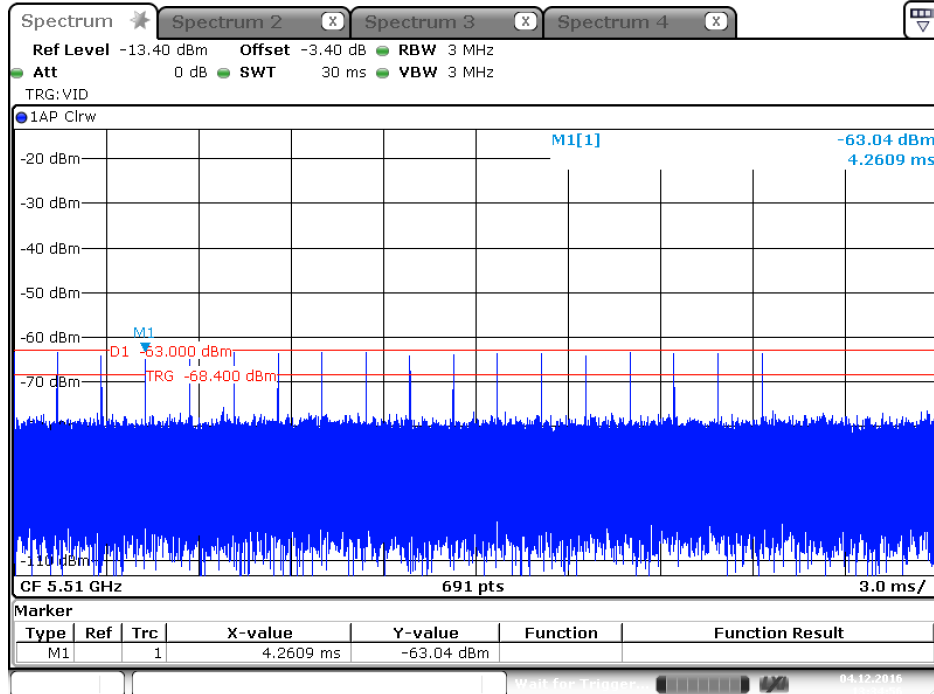 Spectrum Spectrum 2 X Spectrum 3 X Spectrum 4 X
Ref Level -13.40 dBm Offset -3.40 dB RBW 3 MHz
Att 0 dB SWT 30 ms VBW 3 MHz
TRG:VID
1AP Clrw
M1[1] -63.04 dBm
4.2609 ms
-20 dBm
-30 dBm
-40 dBm
-50 dBm
-60 dBm
M1
D1 -63.000 dBm
TRG -68.400 dBm
-70 dBm
-110 dBm
CF 5.51 GHz 691 pts 3.0 ms/
Marker
Type Ref Trc X-value Y-value Function Function Result
M1 1 4.2609 ms -63.04 dBm
Wait for Trigger... 04.12.2016